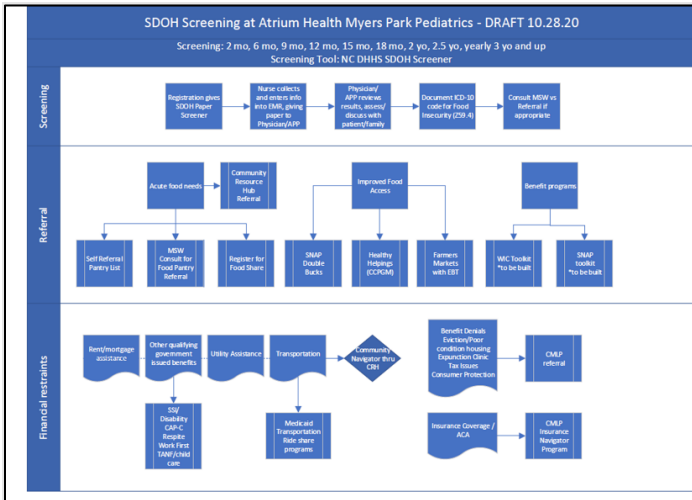 SDOH Screening at Atrium Health Myers Park Pediatrics - DRAFT 10.28.20
Screening: 2 mo, 6 mo, 9 mo, 12 mo, 15 mo, 18 mo, 2 yo, 2.5 yo, yearly 3 yo and up
Screening Tool: NC DHHS SDOH Screener
Screening
Registration gives
SDOH Paper
Screener
Nurse collects
and enters info
into EMR, giving
paper to
Physician/APP
Physician/
APP reviews
results, assess/
discuss with
patient/family
Document ICD-10
code for Food
Insecurity (Z59.4)
Consult MSW vs
Referral if
appropriate
Referral
Acute food needs
Community
Resource
Hub
Referral
Improved Food
Access
Benefit programs
Self Referral
Pantry List
MSW
Consult for
Food Pantry
Referral
Register for
Food Share
SNAP
Double
Bucks
Healthy
Helpings
(CCPGM)
Farmers
Markets
with EBT
WIC Toolkit
*to be built
SNAP
toolkit
*to be built
Financial restraints
Rent/mortgage
assistance
Other qualifying
government
issued benefits
Utility Assistance
Transportation
Community
Navigator thru
CRH
Benefit Denials
Eviction/Poor
condition housing
Expunction Clinic
Tax Issues
Consumer Protection
CMLP
referral
SSI/
Disability
CAP-C
Respite
Work First
TANF/child
care
Medicaid
Transportation
Ride share
programs
Insurance Coverage /
ACA
CMLP
Insurance
Navigator
Program